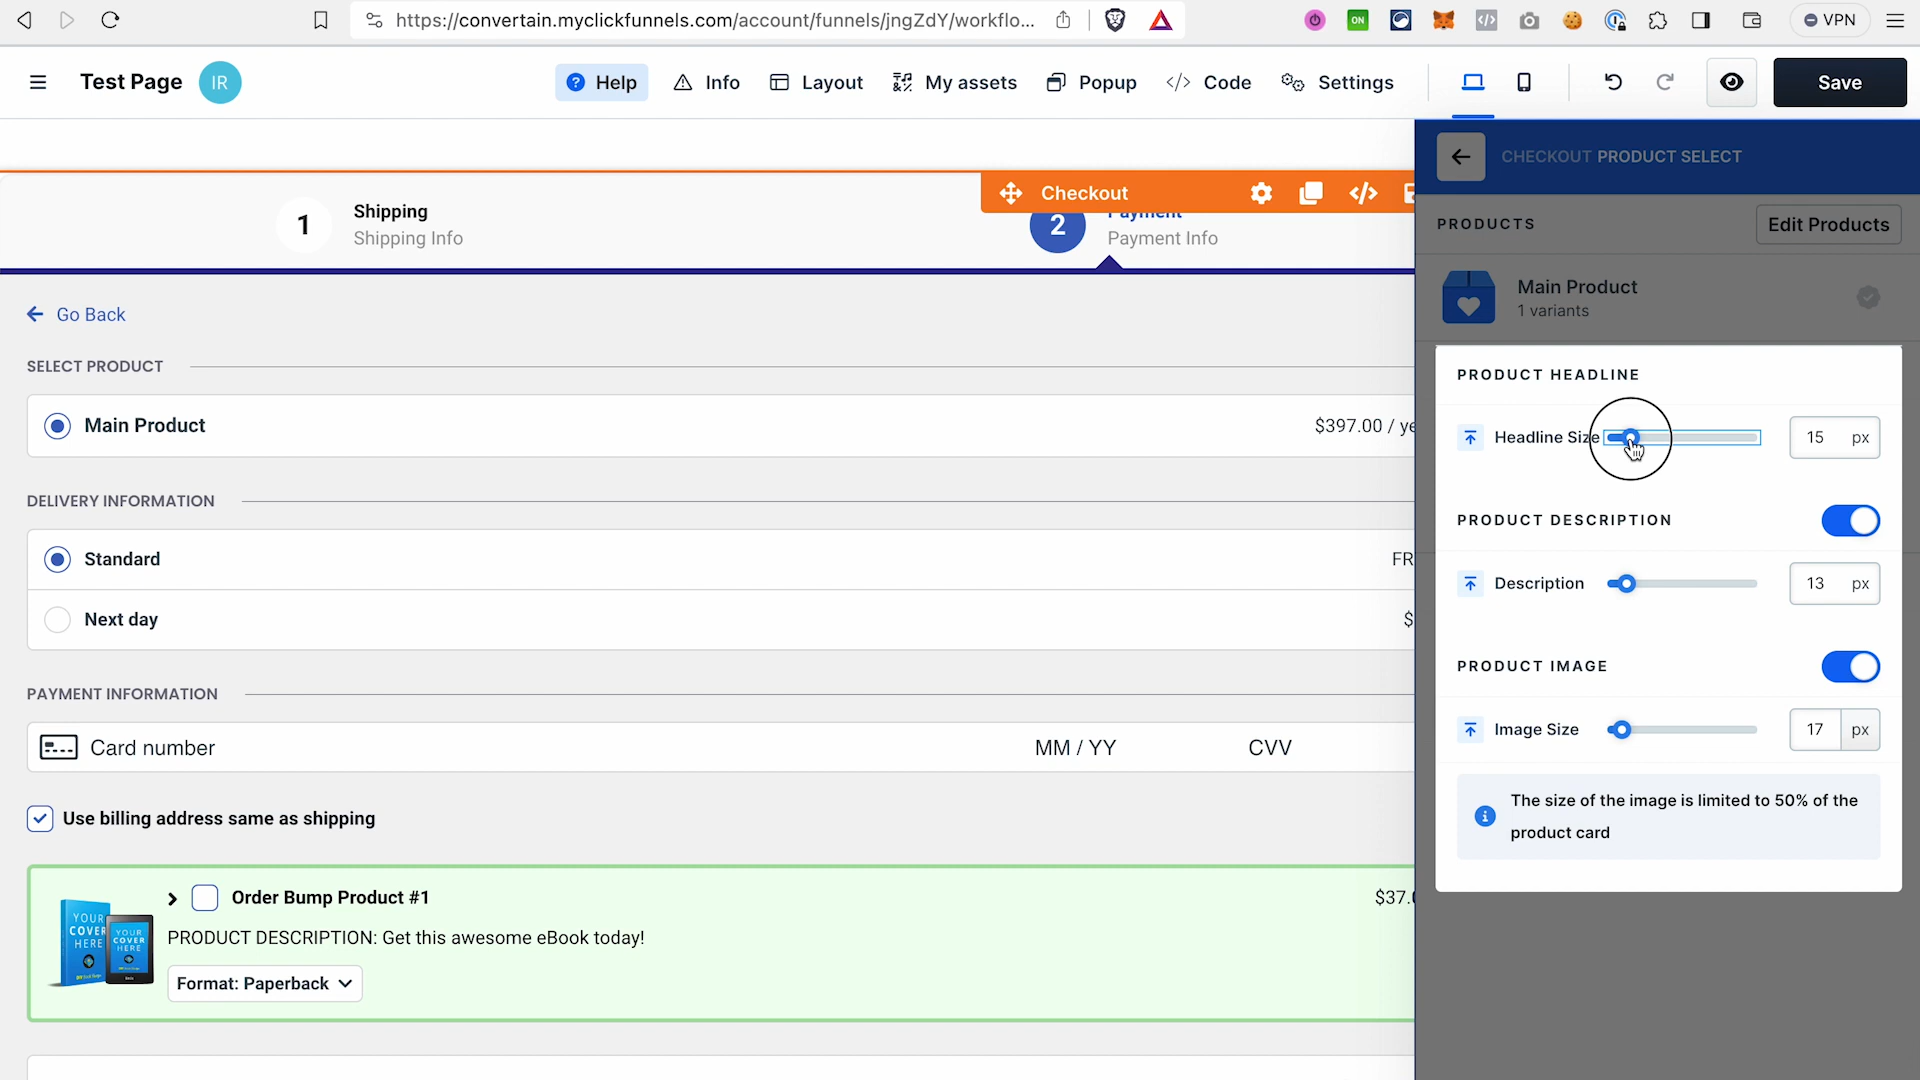 https://convertain.myclickfunnels.com/account/funnels/jngZdY/workflo...
ON
VPN
Test Page
IR
Help
Info
Layout
My assets
Popup
Code
Settings
Save
CHECKOUT PRODUCT SELECT
Checkout
1
Shipping
Shipping Info
2
Payment
Payment Info
PRODUCTS
Edit Products
Main Product
1 variants
Go Back
SELECT PRODUCT
Main Product
$397.00 / ye
DELIVERY INFORMATION
Standard
FR
Next day
$
PAYMENT INFORMATION
Card number
MM / YY
CVV
Use billing address same as shipping
YOUR COVER HERE
YOUR COVER HERE
Order Bump Product #1
$37.0
PRODUCT DESCRIPTION: Get this awesome eBook today!
Format: Paperback
PRODUCT HEADLINE
Headline Size
15 px
PRODUCT DESCRIPTION
Description
13 px
PRODUCT IMAGE
Image Size
17 px
The size of the image is limited to 50% of the
product card